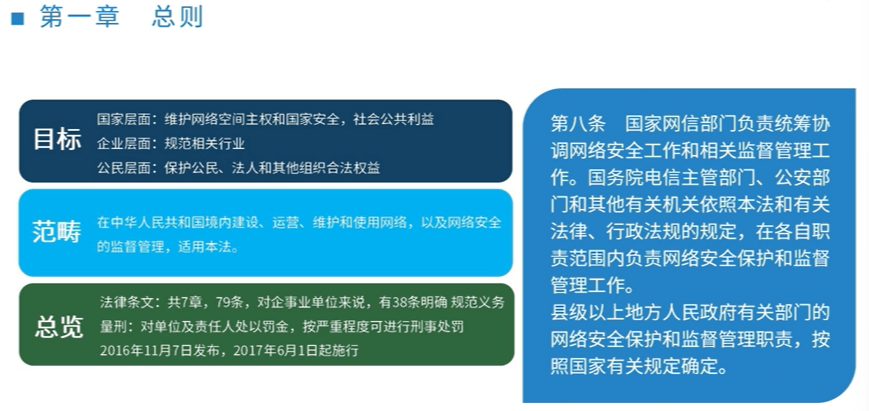 第一章 总则
目标
国家层面：维护网络空间主权和国家安全，社会公共利益
企业层面：规范相关行业
公民层面：保护公民、法人和其他组织合法权益
范畴
在中华人民共和国境内建设、运营、维护和使用网络，以及网络安全
的监督管理，适用本法。
总览
法律条文：共7章，79条，对企事业单位来说，有38条明确 规范义务
量刑：对单位及责任人处以罚金，按严重程度可进行刑事处罚
2016年11月7日发布，2017年6月1日起施行
第八条 国家网信部门负责统筹协
调网络安全工作和相关监督管理工
作。国务院电信主管部门、公安部
门和其他有关机关依照本法和有关
法律、行政法规的规定，在各自职
责范围内负责网络安全保护和监督
管理工作。
县级以上地方人民政府有关部门的
网络安全保护和监督管理职责，按
照国家有关规定确定。